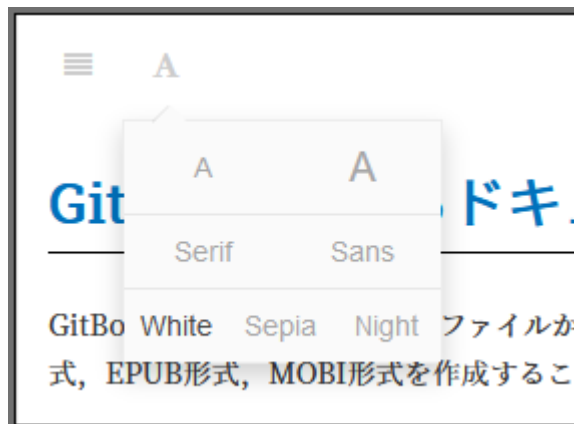 A
A A
Git ドキ
Serif Sans
GitBo White Sepia Night ファイルか
式，EPUB形式，MOBI形式を作成するこ